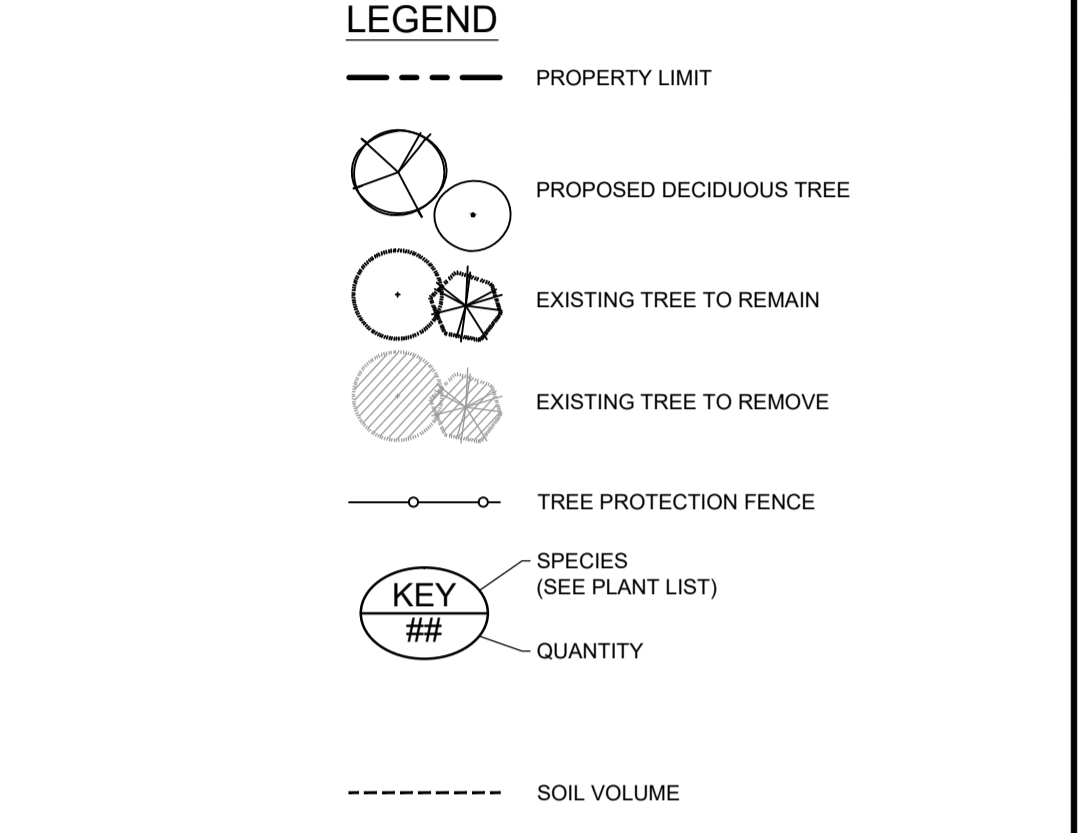 LEGEND
PROPERTY LIMIT
PROPOSED DECIDUOUS TREE
EXISTING TREE TO REMAIN
EXISTING TREE TO REMOVE
TREE PROTECTION FENCE
SPECIES
(SEE PLANT LIST)
KEY
##
QUANTITY
SOIL VOLUME